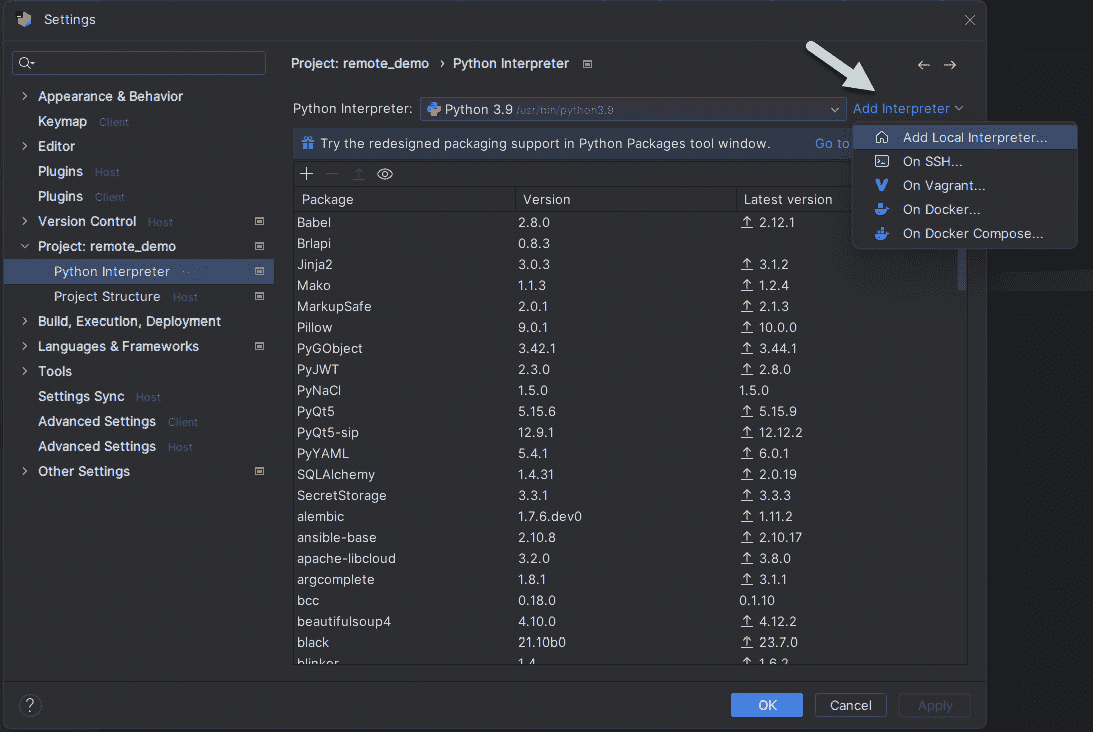 Settings
Appearance & Behavior
Keymap Client
Editor
Plugins Host
Plugins Client
Version Control Host
Project: remote_demo
Python Interpreter
Project Structure Host
Build, Execution, Deployment
Languages & Frameworks
Tools
Settings Sync Host
Advanced Settings Client
Advanced Settings Host
Other Settings
Project: remote_demo › Python Interpreter
Python Interpreter: Python 3.9 /usr/bin/python3.9 Add Interpreter
Add Local Interpreter...
On SSH...
On Vagrant...
On Docker...
On Docker Compose...
Try the redesigned packaging support in Python Packages tool window. Go to
Package Version Latest version
Babel 2.8.0 2.12.1
Brlapi 0.8.3
Jinja2 3.0.3 3.1.2
Mako 1.1.3 1.2.4
MarkupSafe 2.0.1 2.1.3
Pillow 9.0.1 10.0.0
PyGObject 3.42.1 3.44.1
PyJWT 2.3.0 2.8.0
PyNaCl 1.5.0 1.5.0
PyQt5 5.15.6 5.15.9
PyQt5-sip 12.9.1 12.12.2
PyYAML 5.4.1 6.0.1
SQLAlchemy 1.4.31 2.0.19
SecretStorage 3.3.1 3.3.3
alembic 1.7.6.dev0 1.11.2
ansible-base 2.10.8 2.10.17
apache-libcloud 3.2.0 3.8.0
argcomplete 1.8.1 3.1.1
bcc 0.18.0 0.1.10
beautifulsoup4 4.10.0 4.12.2
black 21.10b0 23.7.0
blinker 1.4 1.6.2
? OK Cancel Apply